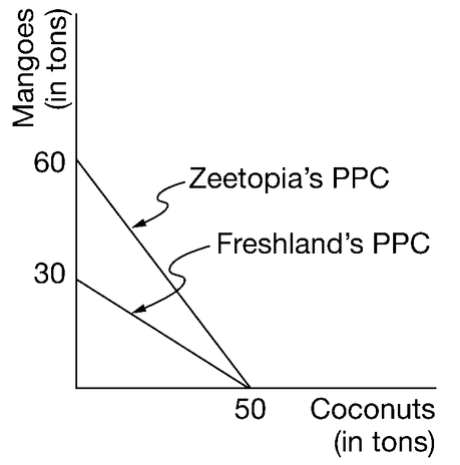 Mangoes
(in tons)
60
Zeetopia’s PPC
Freshland’s PPC
30
50
Coconuts
(in tons)